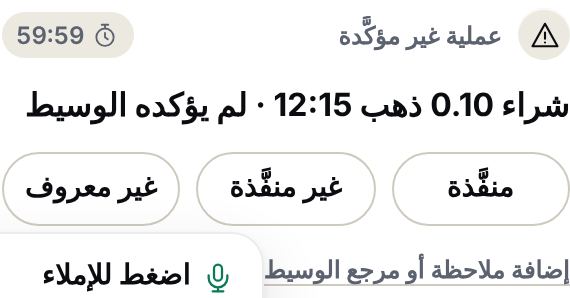 عملية غير مؤكَّدة 59:59
شراء 0.10 ذهب 12:15 · لم يؤكده الوسيط
منفَّذة غير منفَّذة غير معروف
إضافة ملاحظة أو مرجع الوسيط
اضغط للإملاء